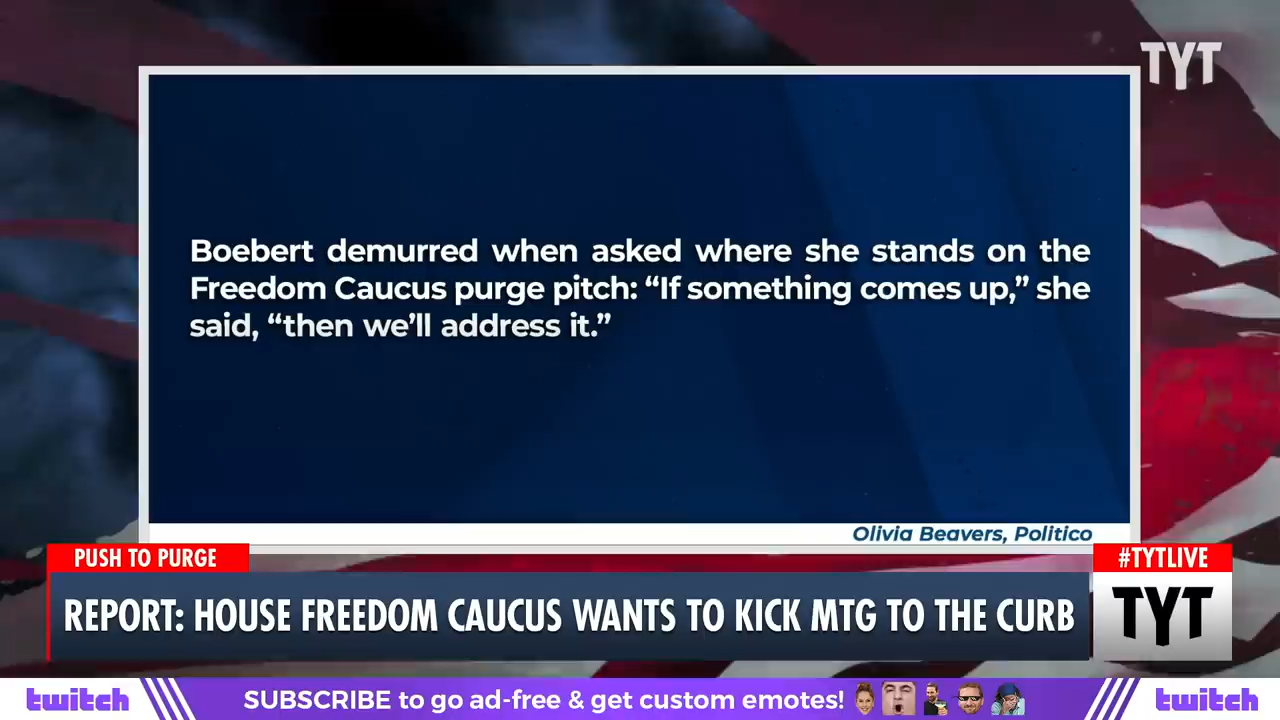 TYT
Boebert demurred when asked where she stands on the
Freedom Caucus purge pitch: “If something comes up,” she
said, “then we’ll address it.”
Olivia Beavers, Politico
PUSH TO PURGE
#TYTLIVE
REPORT: HOUSE FREEDOM CAUCUS WANTS TO KICK MTG TO THE CURB
TYT
twitch
SUBSCRIBE to go ad-free & get custom emotes!
twitch